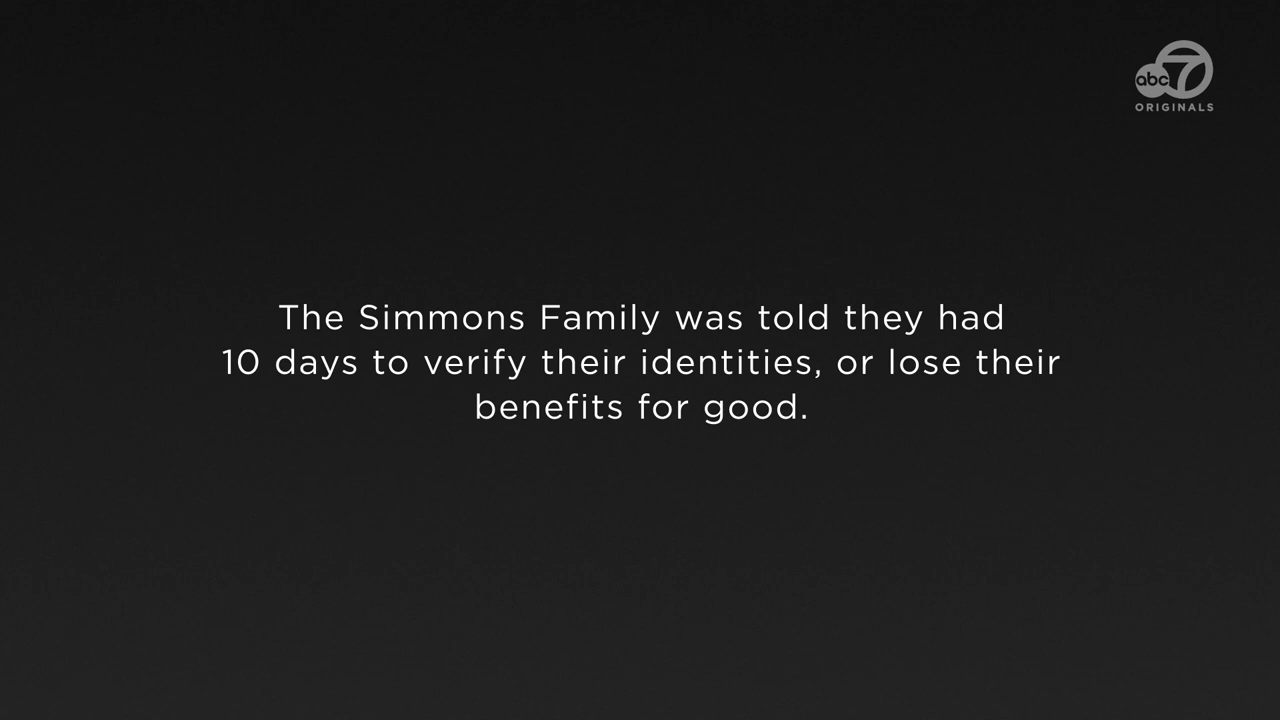 abc7
ORIGINALS
The Simmons Family was told they had
10 days to verify their identities, or lose their
benefits for good.